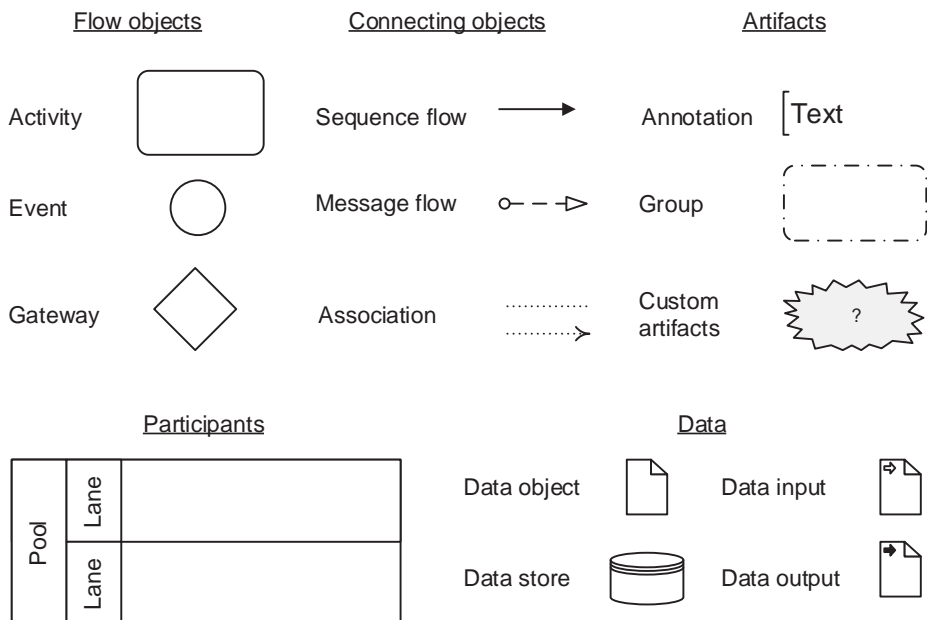 Flow objects
Connecting objects
Artifacts
Activity
Sequence flow
Annotation
Text
Event
Message flow
Group
Gateway
Association
Custom
artifacts
?
Participants
Data
Pool
Lane
Lane
Data object
Data input
Data store
Data output